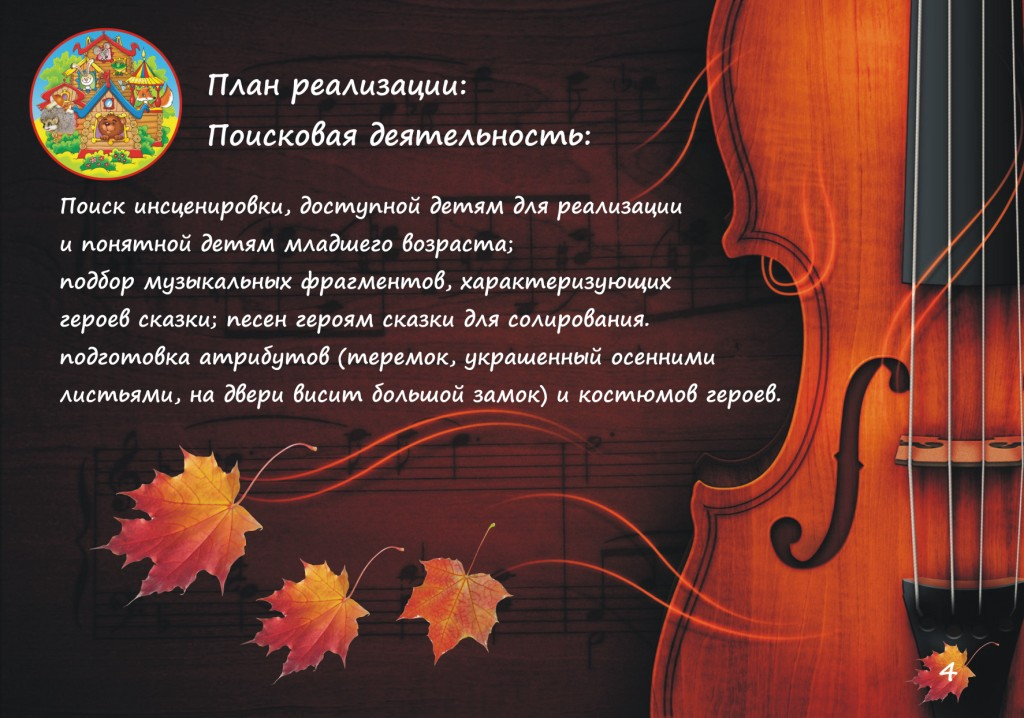 План реализации:
Поисковая деятельность:
Поиск инсценировки, доступной детям для реализации
и понятной детям младшего возраста;
подбор музыкальных фрагментов, характеризующих
героев сказки; песен героям сказки для солирования.
подготовка атрибутов (теремок, украшенный осенними
листьями, на двери висит большой замок) и костюмов героев.
4